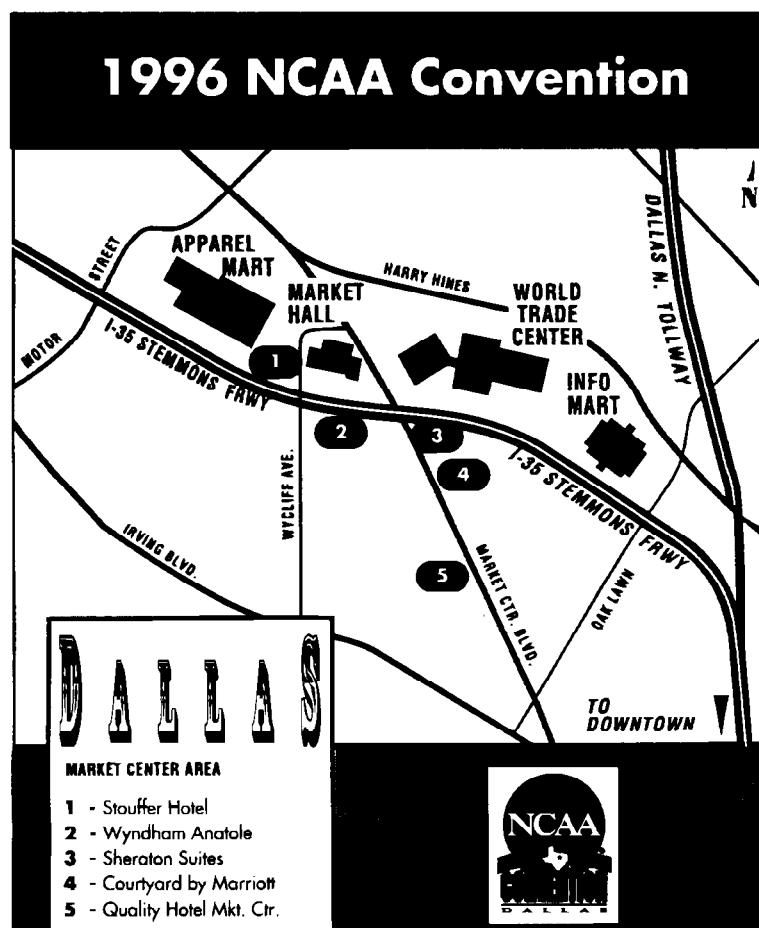 1996 NCAA Convention
N
STREET
MOTOR
APPAREL
MART
MARKET
HALL
HARRY HINES
WORLD
TRADE
CENTER
DALLAS N. TOLLWAY
INFO
MART
I-35 STEMMONS FRWY
1
2
3
4
5
WYCLIFF AVE.
I-35 STEMMONS FRWY
IRVING BLVD.
MARKET CTR. BLVD.
OAK LAWN
TO
DOWNTOWN
DALLAS
MARKET CENTER AREA
1 - Stouffer Hotel
2 - Wyndham Anatole
3 - Sheraton Suites
4 - Courtyard by Marriott
5 - Quality Hotel Mkt. Ctr.
NCAA
DALLAS